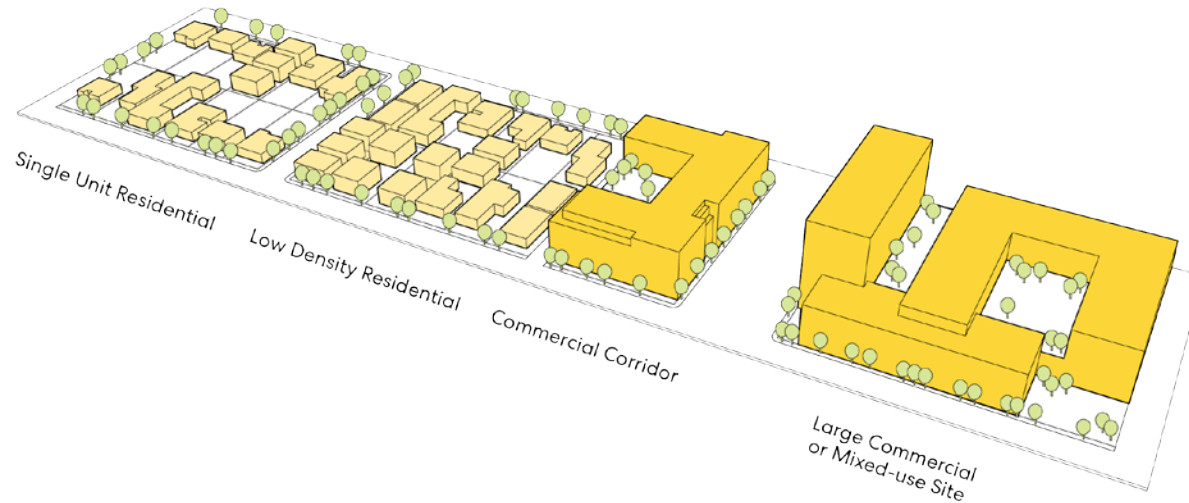 Single Unit Residential
Low Density Residential
Commercial Corridor
Large Commercial
or Mixed-use Site